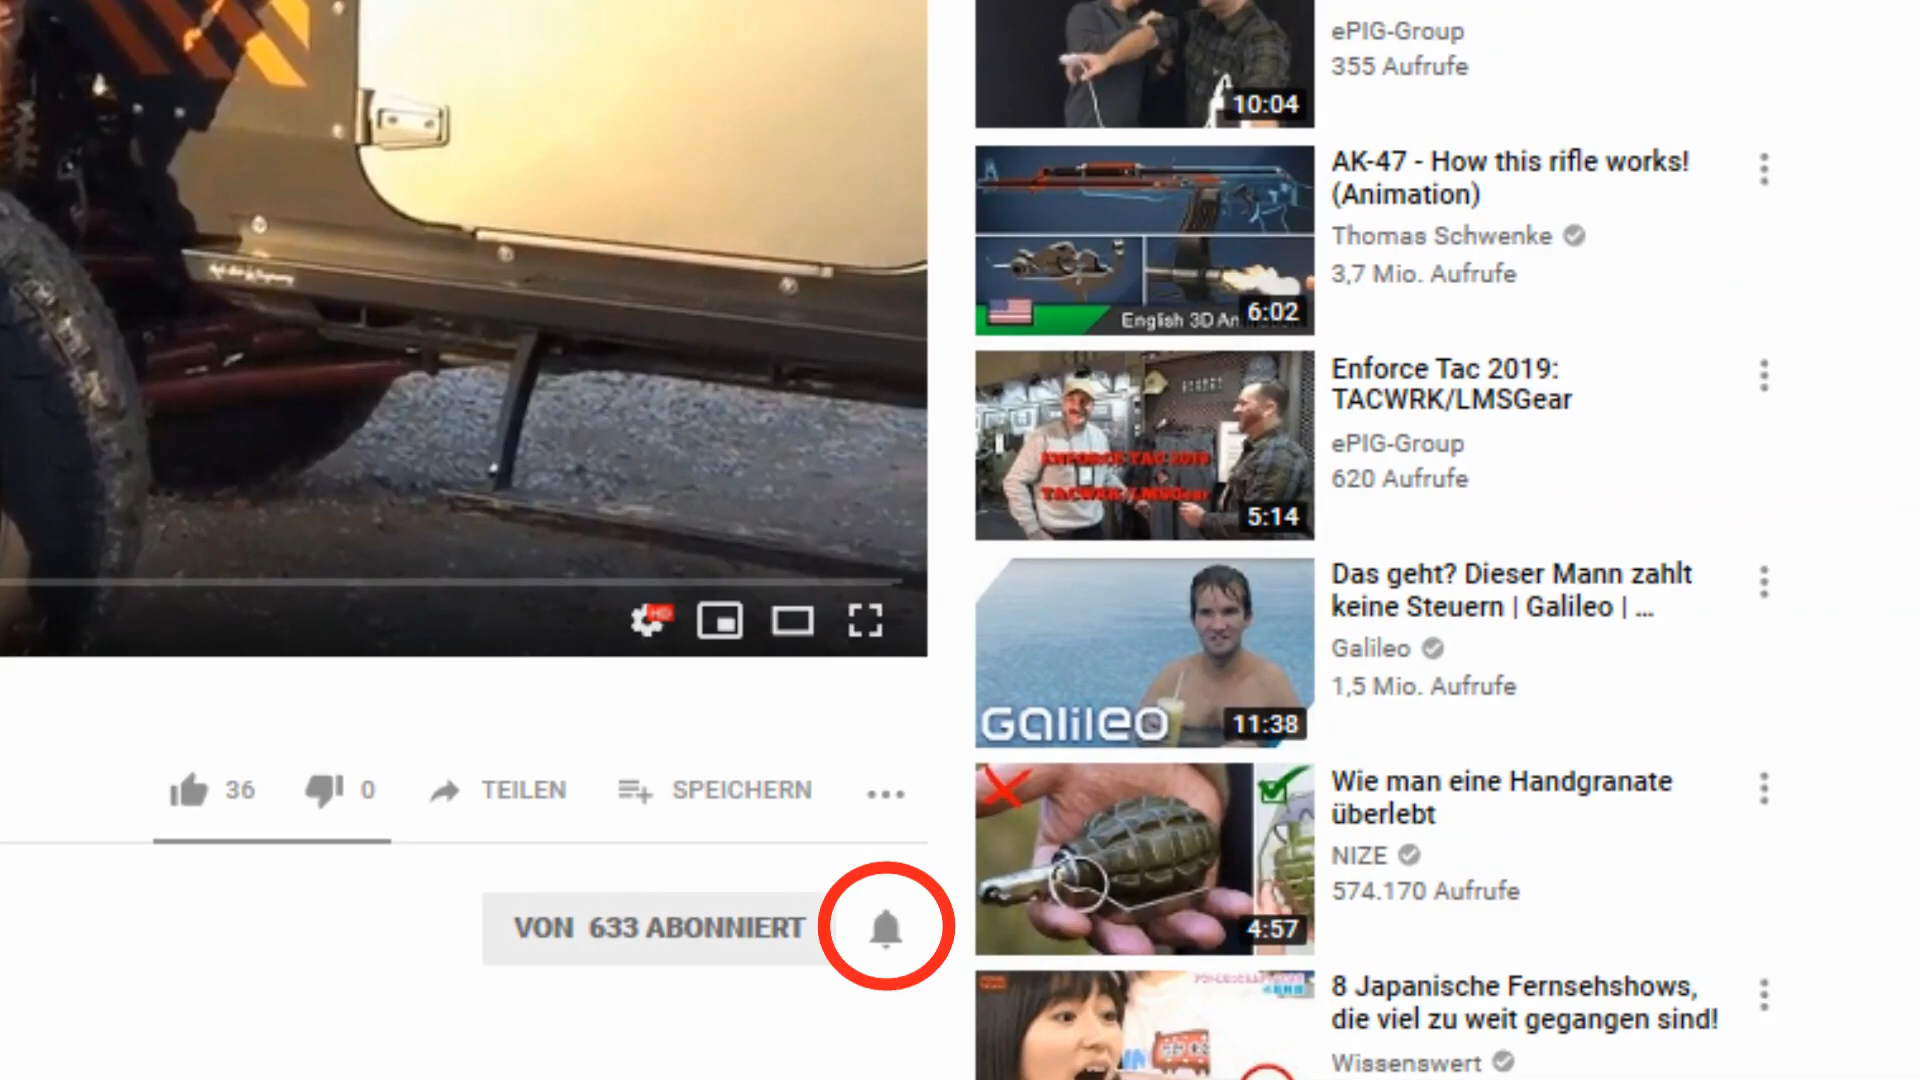 ePIG-Group
355 Aufrufe
10:04
AK-47 - How this rifle works!
(Animation)
Thomas Schwenke
3,7 Mio. Aufrufe
English 3D An
6:02
Enforce Tac 2019:
TACWRK/LMSGear
ePIG-Group
620 Aufrufe
ENFORCE TAC 2019
TACWRK/LMSGear
5:14
Das geht? Dieser Mann zahlt
keine Steuern | Galileo | ...
Galileo
1,5 Mio. Aufrufe
Galileo
11:38
HD
36 0 TEILEN SPEICHERN
Wie man eine Handgranate
überlebt
NIZE
574.170 Aufrufe
4:57
VON 633 ABONNIERT
8 Japanische Fernsehshows,
die viel zu weit gegangen sind!
Wissenswert